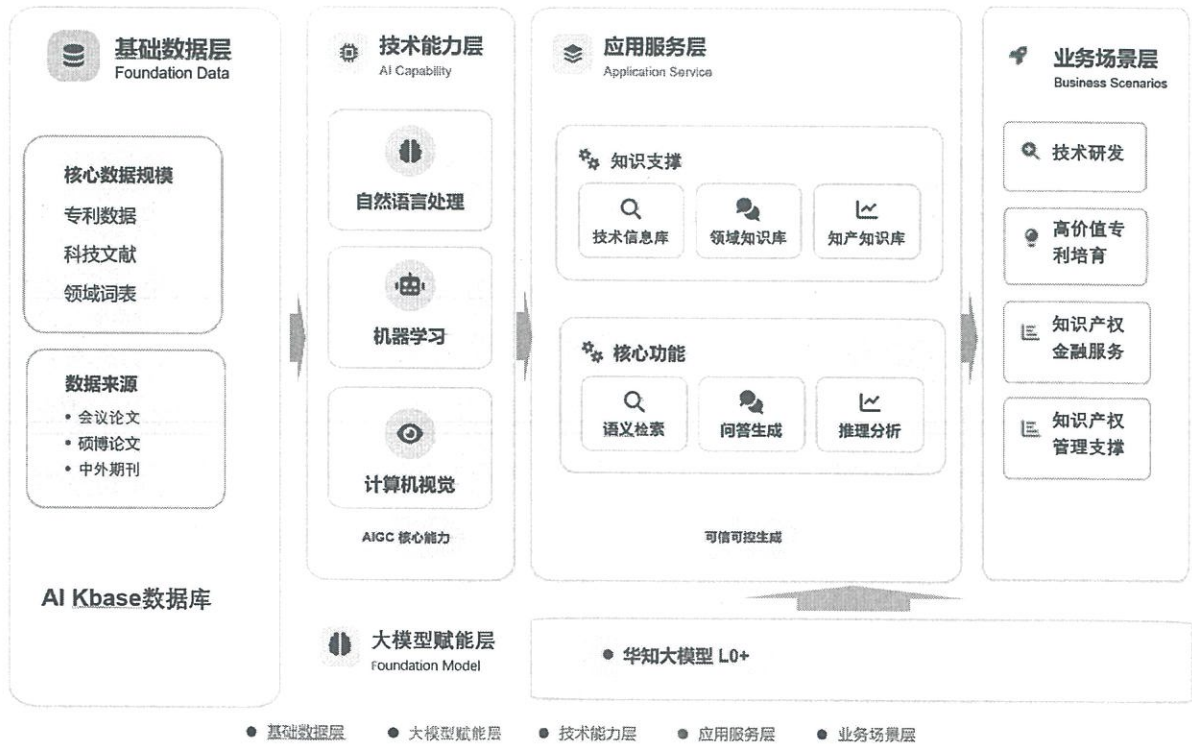 基础数据层
Foundation Data
核心数据规模
专利数据
科技文献
领域词表
数据来源
• 会议论文
• 硕博论文
• 中外期刊
AI Kbase数据库
技术能力层
AI Capability
自然语言处理
机器学习
计算机视觉
AIGC 核心能力
应用服务层
Application Service
知识支撑
技术信息库
领域知识库
知产知识库
核心功能
语义检索
问答生成
推理分析
可信可控生成
业务场景层
Business Scenarios
技术研发
高价值专
利培育
知识产权
金融服务
知识产权
管理支撑
大模型赋能层
Foundation Model
• 华知大模型 L0+
• 基础数据层
• 大模型赋能层
• 技术能力层
• 应用服务层
• 业务场景层